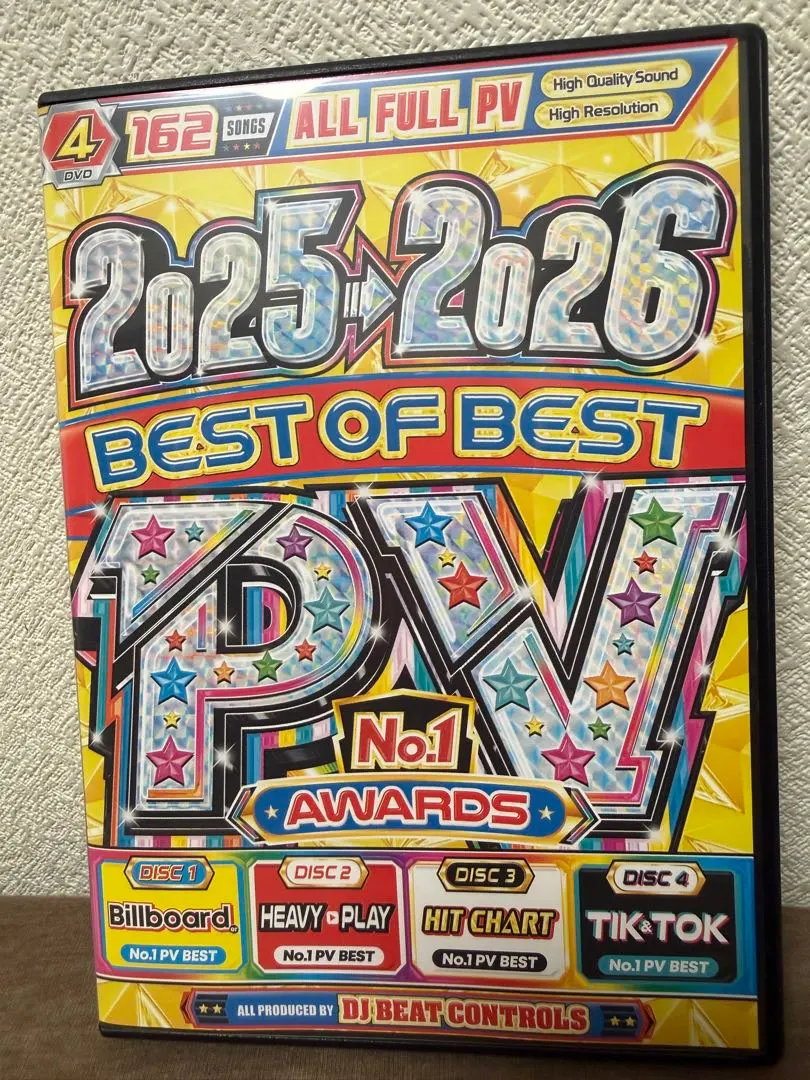 4 DVD
162 SONGS
ALL FULL PV
High Quality Sound
High Resolution
2025 ⇨ 2026
BEST OF BEST
PV
No.1
AWARDS
DISC 1
Billboard.er
No.1 PV BEST
DISC 2
HEAVY PLAY
No.1 PV BEST
DISC 3
HIT CHART
No.1 PV BEST
DISC 4
TIK & TOK
No.1 PV BEST
ALL PRODUCED BY DJ BEAT CONTROLS